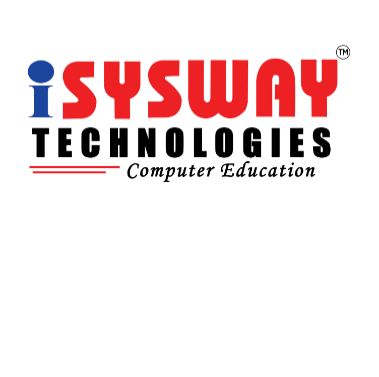 iSYSWAY™
TECHNOLOGIES
Computer Education